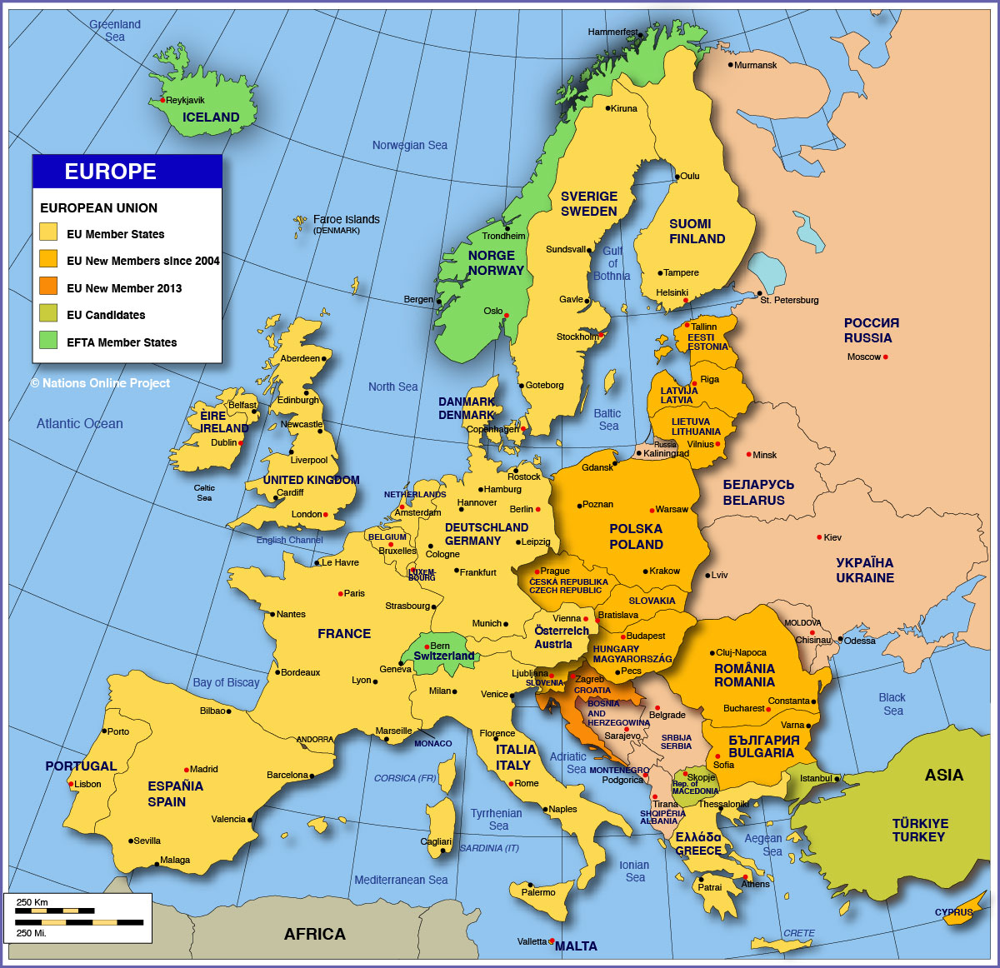 Greenland
Sea
Hammerfest
Murmansk
Reykjavik
ICELAND
Kiruna
Norwegian Sea
EUROPE
EUROPEAN UNION
EU Member States
EU New Members since 2004
EU New Member 2013
EU Candidates
EFTA Member States
© Nations Online Project
Faroe Islands
(DENMARK)
Oulu
SVERIGE
SWEDEN
SUOMI
FINLAND
Trondheim
NORGE
NORWAY
Sundsvall
Gulf
of
Bothnia
Tampere
Helsinki
St. Petersburg
Bergen
Gavle
Oslo
Stockholm
Tallinn
EESTI
ESTONIA
РОССИЯ
RUSSIA
Moscow
Aberdeen
North Sea
Goteborg
Riga
LATVIJA
LATVIA
Edinburgh
Belfast
DANMARK
DENMARK
Baltic
Sea
Atlantic Ocean
ÈIRE
IRELAND
Newcastle
Copenhagen
LIETUVA
LITHUANIA
Vilnius
Dublin
Liverpool
Russia
Kaliningrad
Minsk
Gdansk
UNITED KINGDOM
Celtic
Sea
Cardiff
London
NETHERLANDS
Amsterdam
Rostock
Hamburg
Hannover
Berlin
Poznan
Warsaw
БЕЛАРУСЬ
BELARUS
English Channel
BELGIUM
Bruxelles
DEUTSCHLAND
GERMANY
Leipzig
Cologne
POLSKA
POLAND
Kiev
Le Havre
LUXEM-
BOURG
Frankfurt
Prague
Krakow
Lviv
УКРАЇНА
UKRAINE
ČESKÁ REPUBLIKA
CZECH REPUBLIC
Paris
Strasbourg
SLOVAKIA
Nantes
FRANCE
Munich
Vienna
Bratislava
Österreich
Austria
Budapest
HUNGARY
MAGYARORSZÁG
MOLDOVA
Chisinau
Odessa
Bern
Switzerland
Geneva
Cluj-Napoca
ROMÂNIA
ROMANIA
Bordeaux
Lyon
Ljubljana
SLOVENIA
Zagreb
CROATIA
Pecs
Bay of Biscay
Milan
Venice
BOSNIA
AND
HERZEGOWINA
Belgrade
Bucharest
Constanta
Black
Sea
Bilbao
Marseille
MONACO
Florence
Sarajevo
SRBIJA
SERBIA
Varna
БЪЛГАРИЯ
BULGARIA
Porto
ANDORRA
ITALIA
ITALY
Adriatic
Sea
MONTENEGRO
Podgorica
Sofia
PORTUGAL
Madrid
Barcelona
CORSICA (FR)
Rome
Skopje
Rep. of
MACEDONIA
Istanbul
ASIA
Lisbon
ESPAÑIA
SPAIN
Tirana
SHQIPËRIA
ALBANIA
Thessaloniki
Valencia
Tyrrhenian
Sea
Naples
TÜRKIYE
TURKEY
Sevilla
Malaga
Cagliari
SARDINIA (IT)
Ελλάδα
GREECE
Aegean
Sea
Mediterranean Sea
Ionian
Sea
Palermo
Patrai
Athens
CYPRUS
250 Km
250 Mi.
AFRICA
Valletta
MALTA
CRETE